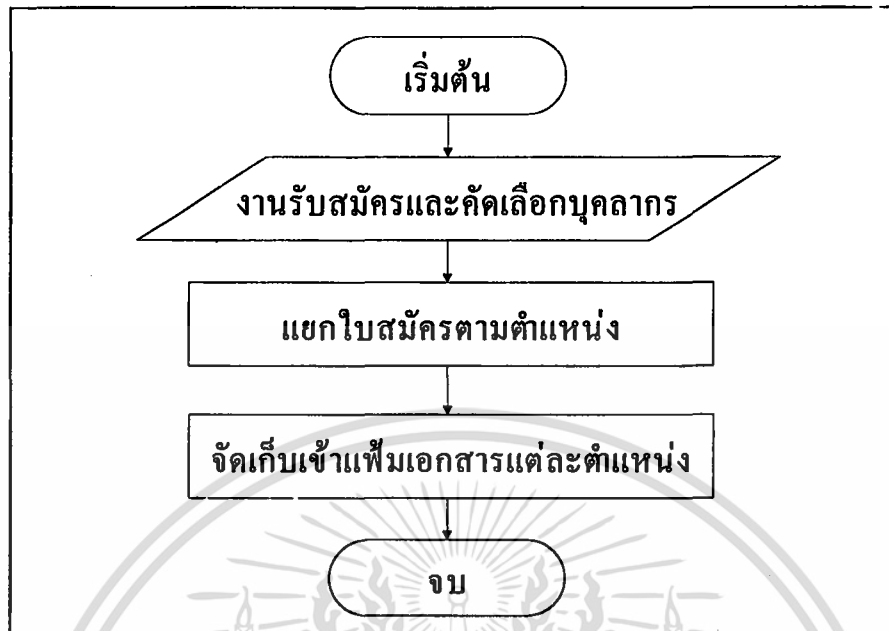 เริ่มต้น
งานรับสมัครและคัดเลือกบุคลากร
แยกใบสมัครตามตำแหน่ง
จัดเก็บเข้าแฟ้มเอกสารแต่ละตำแหน่ง
จบ